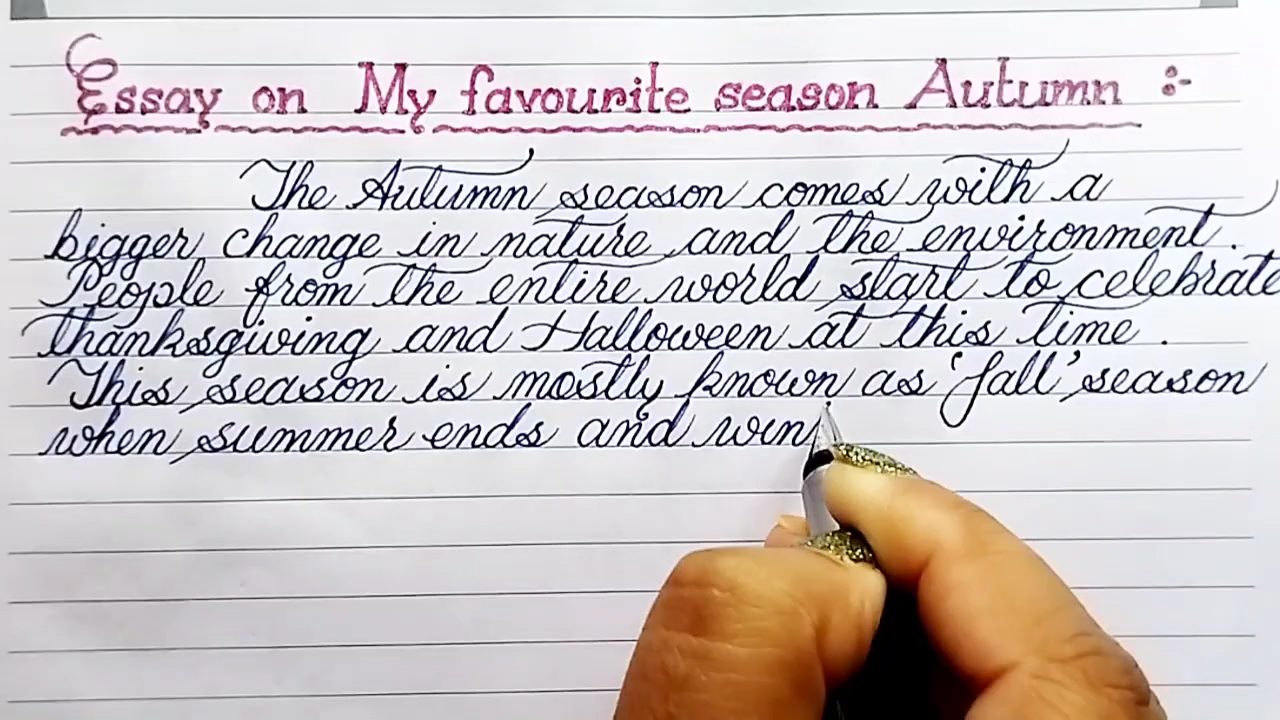 Essay on My favourite season Autumn :-
The Autumn season comes with a
bigger change in nature and the environment.
People from the entire world start to celebrate
thanksgiving and Halloween at this time.
This season is mostly known as 'fall' season
when summer ends and win